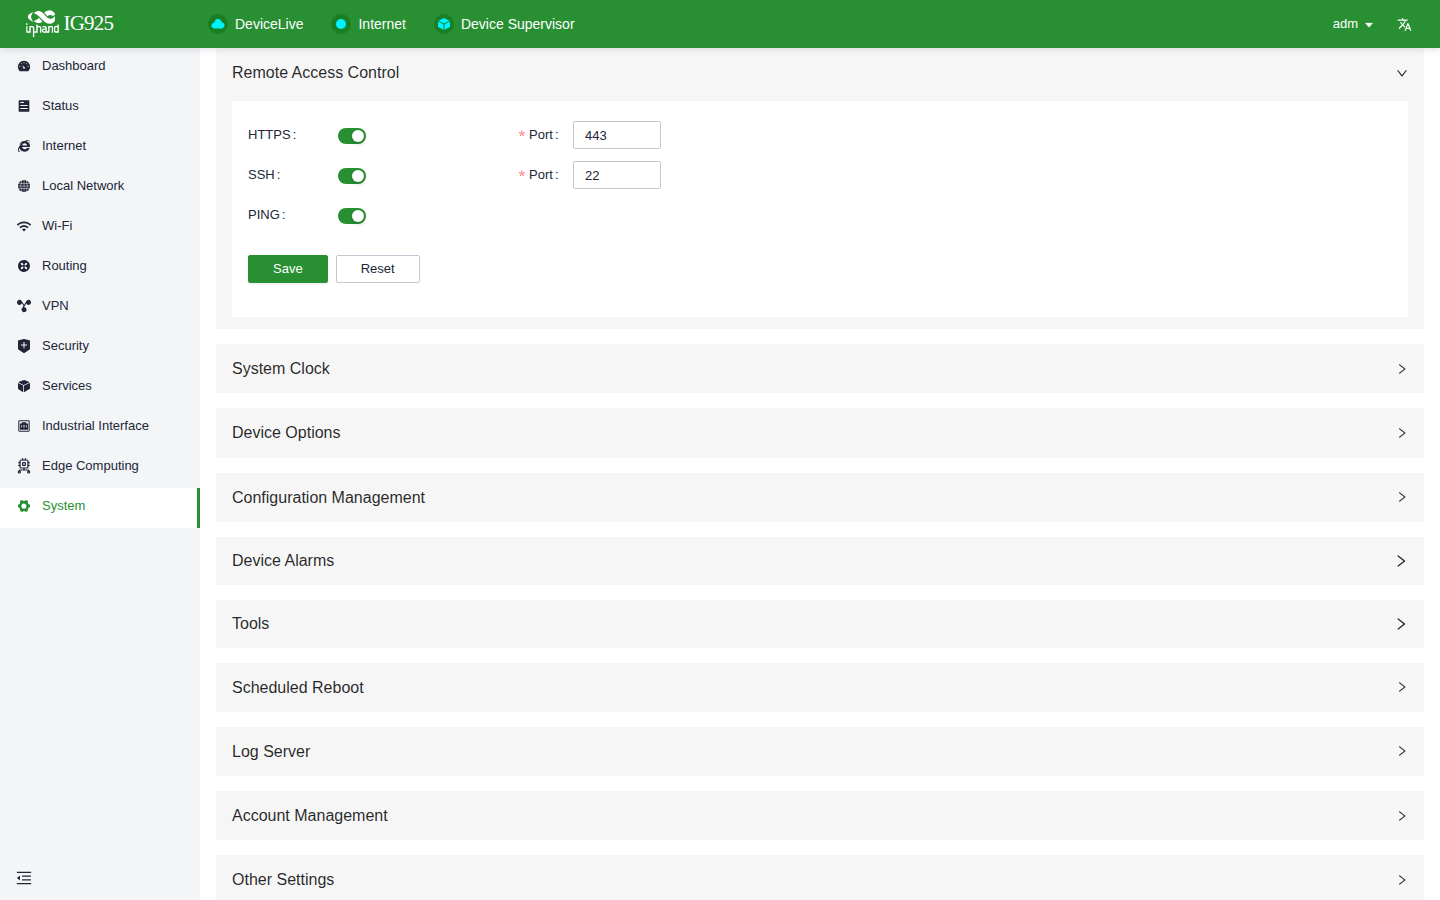 inhand IG925
DeviceLive
Internet
Device Supervisor
adm
Dashboard
Status
Internet
Local Network
Wi-Fi
Routing
VPN
Security
Services
Industrial Interface
Edge Computing
System
Remote Access Control
HTTPS :
* Port : 443
SSH :
* Port : 22
PING :
Save
Reset
System Clock
Device Options
Configuration Management
Device Alarms
Tools
Scheduled Reboot
Log Server
Account Management
Other Settings